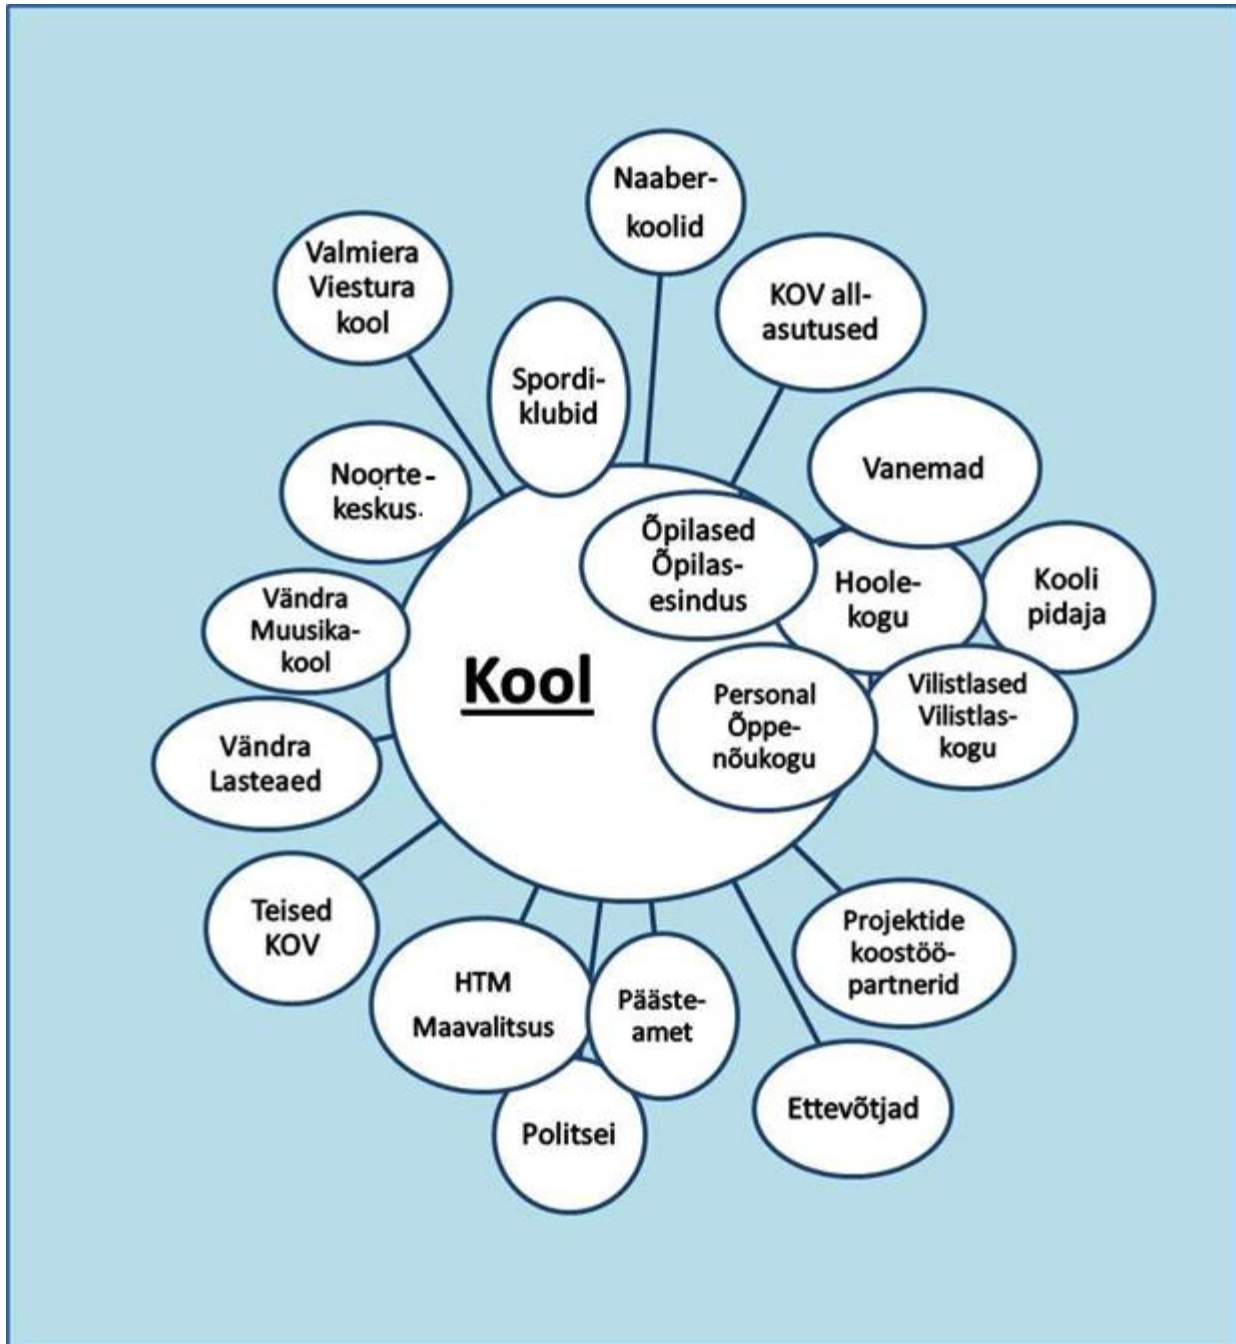 Naaber-
koolid
Valmiera
Viestura
kool
KOV all-
asutused
Spordi-
klubid
Vanemad
Noorte-
keskus.
Õpilased
Õpilas-
esindus
Hoole-
kogu
Kooli
pidaja
Vändra
Muusika-
kool
Kool
Personal
Õppe-
nõukogu
Vilistlased
Vilistlas-
kogu
Vändra
Lasteaed
Teised
KOV
HTM
Maavalitsus
Pääste-
amet
Projektide
koostöö-
partnerid
Politsei
Ettevõtjad